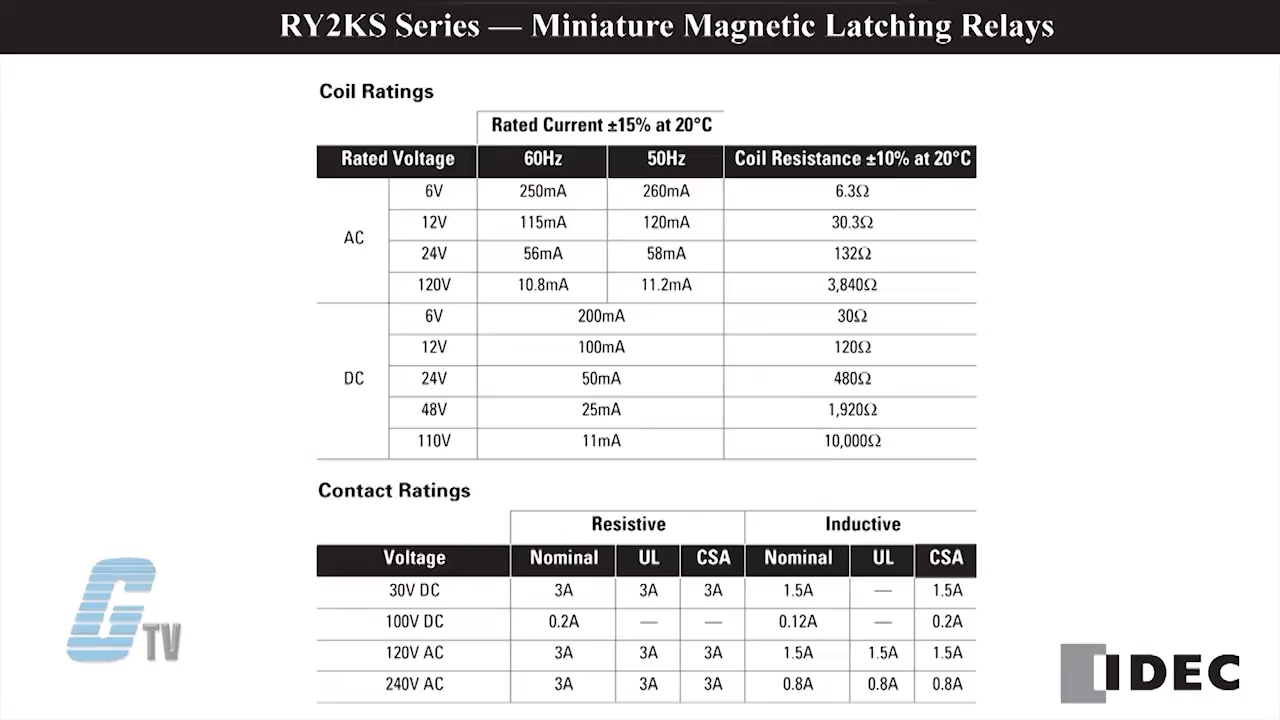 RY2KS Series — Miniature Magnetic Latching Relays
Coil Ratings
Rated Current ±15% at 20°C
Rated Voltage 60Hz 50Hz Coil Resistance ±10% at 20°C
AC
6V 250mA 260mA 6.3Ω
12V 115mA 120mA 30.3Ω
24V 56mA 58mA 132Ω
120V 10.8mA 11.2mA 3,840Ω
DC
6V 200mA 30Ω
12V 100mA 120Ω
24V 50mA 480Ω
48V 25mA 1,920Ω
110V 11mA 10,000Ω
Contact Ratings
Resistive Inductive
Voltage Nominal UL CSA Nominal UL CSA
30V DC 3A 3A 3A 1.5A — 1.5A
100V DC 0.2A — — 0.12A — 0.2A
120V AC 3A 3A 3A 1.5A 1.5A 1.5A
240V AC 3A 3A 3A 0.8A 0.8A 0.8A
G TV
IDEC